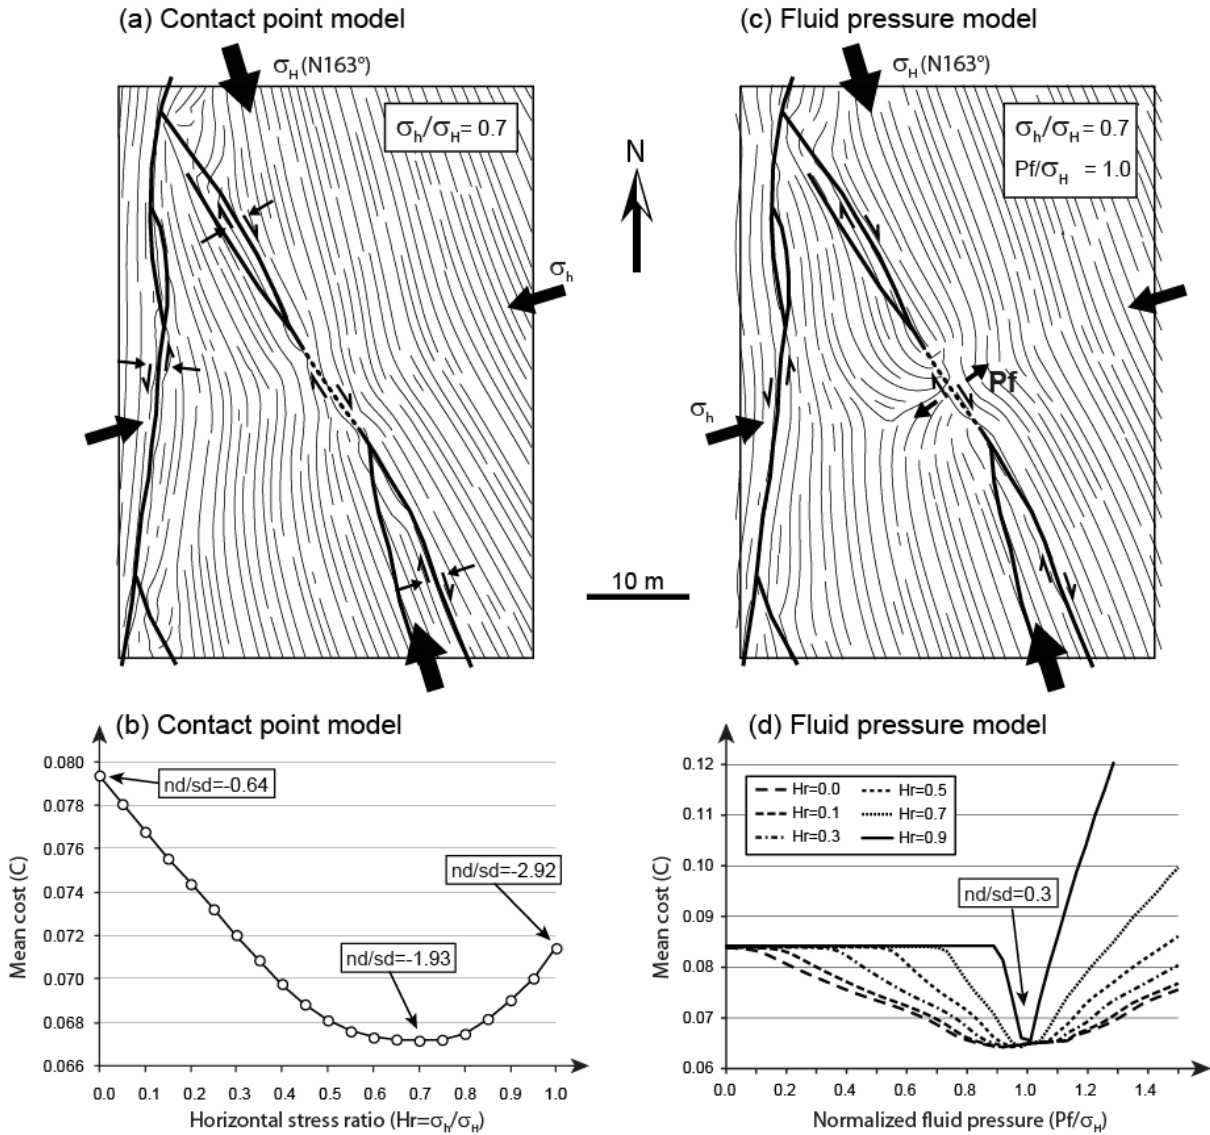 (a) Contact point model
(c) Fluid pressure model
σH (N163°)
σH (N163°)
σh/σH = 0.7
σh/σH = 0.7
Pf/σH = 1.0
N
σh
Pf
σh
10 m
(b) Contact point model
(d) Fluid pressure model
Mean cost (C)
0.080
0.078
0.076
0.074
0.072
0.070
0.068
0.066
nd/sd=-0.64
nd/sd=-2.92
nd/sd=-1.93
0.0 0.1 0.2 0.3 0.4 0.5 0.6 0.7 0.8 0.9 1.0
Horizontal stress ratio (Hr=σh/σH)
Mean cost (C)
0.12
0.11
0.10
0.09
0.08
0.07
0.06
Hr=0.0 Hr=0.5
Hr=0.1 Hr=0.7
Hr=0.3 Hr=0.9
nd/sd=0.3
0.0 0.2 0.4 0.6 0.8 1.0 1.2 1.4
Normalized fluid pressure (Pf/σH)